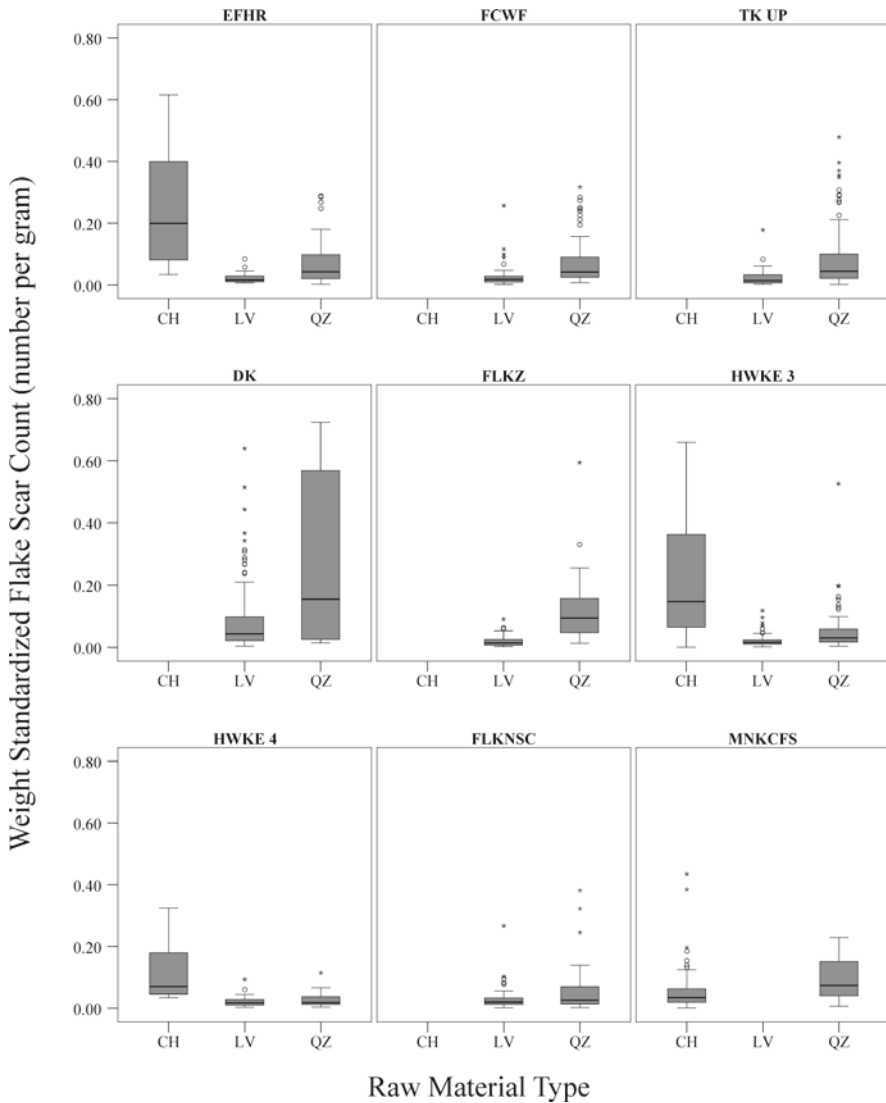 Weight Standardized Flake Scar Count (number per gram)
EFHR FCWF TK UP
0.80
0.60
0.40
0.20
0.00
CH LV QZ CH LV QZ CH LV QZ
DK FLKZ HWKE 3
0.80
0.60
0.40
0.20
0.00
CH LV QZ CH LV QZ CH LV QZ
HWKE 4 FLKNSC MNKCFS
0.80
0.60
0.40
0.20
0.00
CH LV QZ CH LV QZ CH LV QZ
Raw Material Type